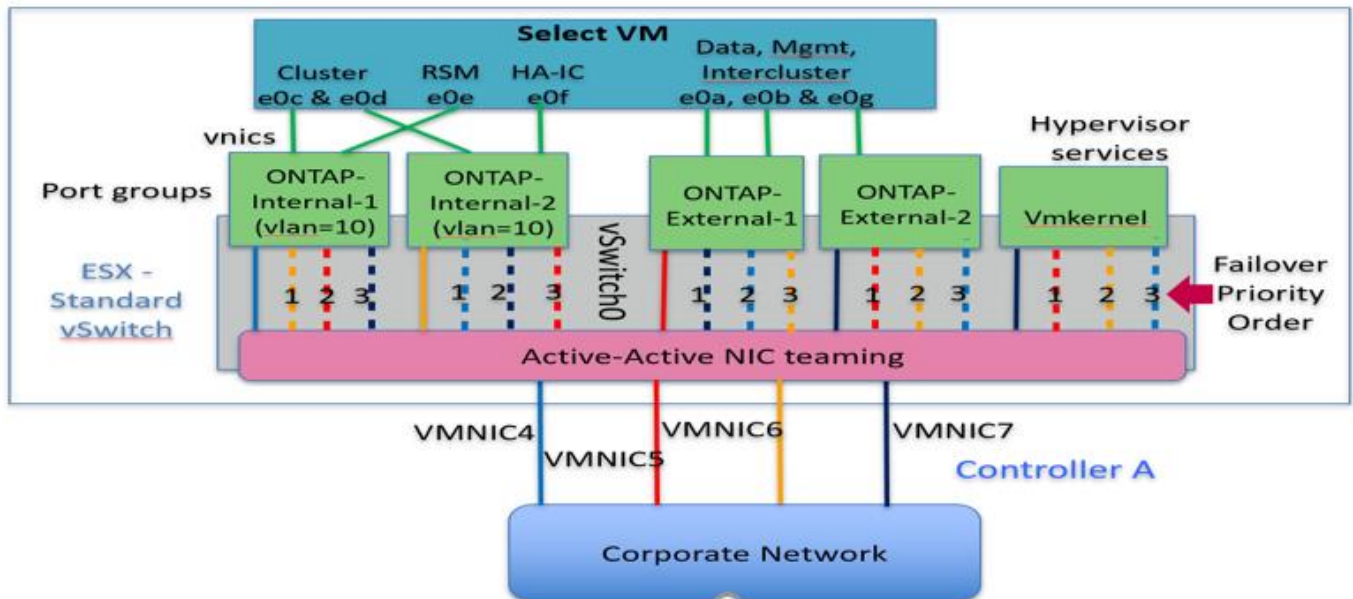 Select VM
Cluster
e0c & e0d
RSM
e0e
HA-IC
e0f
Data, Mgmt,
Intercluster
e0a, e0b & e0g
vnics
Hypervisor
services
Port groups
ONTAP-
Internal-1
(vlan=10)
ONTAP-
Internal-2
(vlan=10)
vSwitch0
ONTAP-
External-1
ONTAP-
External-2
Vmkernel
ESX -
Standard
vSwitch
1 2 3
1 2 3
1 2 3
1 2 3
1 2 3
Failover
Priority
Order
Active-Active NIC teaming
VMNIC4
VMNIC5
VMNIC6
VMNIC7
Controller A
Corporate Network